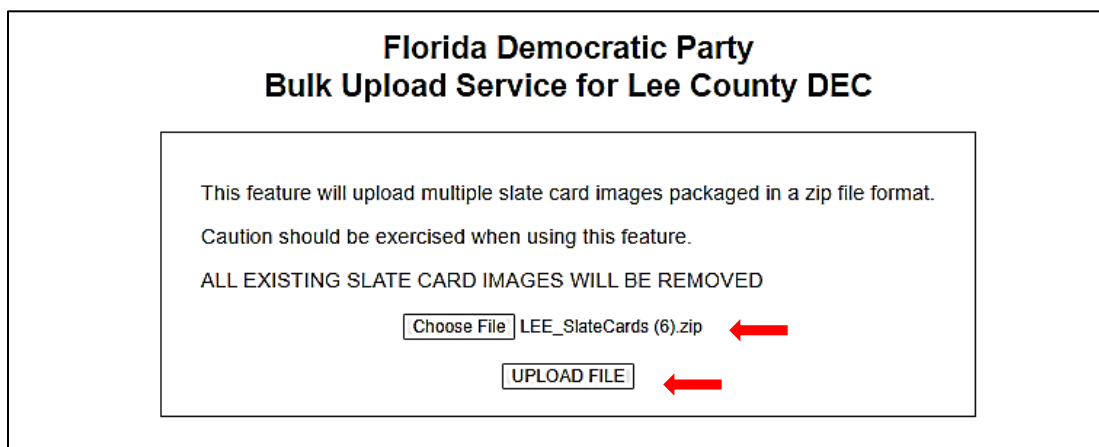 Florida Democratic Party
Bulk Upload Service for Lee County DEC
This feature will upload multiple slate card images packaged in a zip file format.
Caution should be exercised when using this feature.
ALL EXISTING SLATE CARD IMAGES WILL BE REMOVED
Choose File LEE_SlateCards (6).zip
UPLOAD FILE